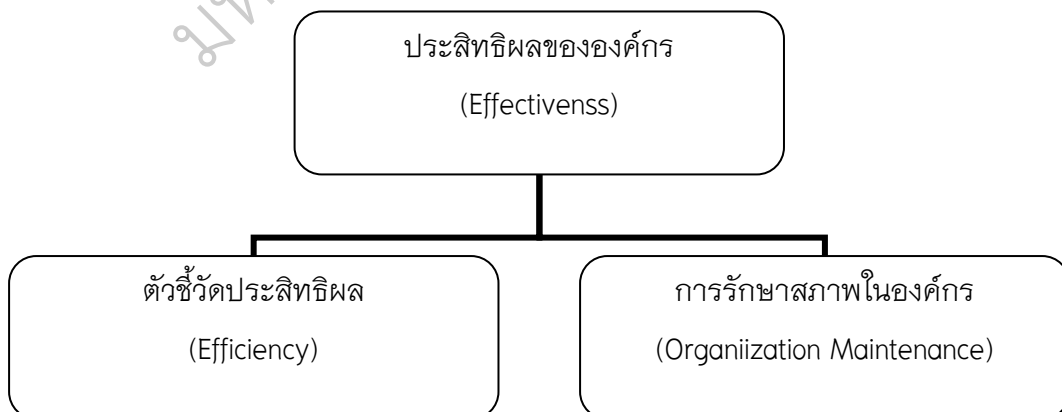 ประสิทธิผลขององค์กร
(Effectivenss)
ตัวชี้วัดประสิทธิผล
(Efficiency)
การรักษาสภาพในองค์กร
(Organiization Maintenance)